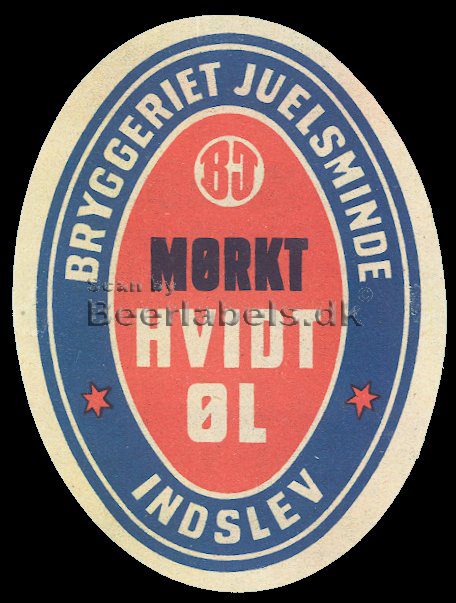 BRYGGERIET JUELSMINDE
BJ
MØRKT
Scan by:
Beerlabels.dk
HVIDT
ØL
INDSLEV